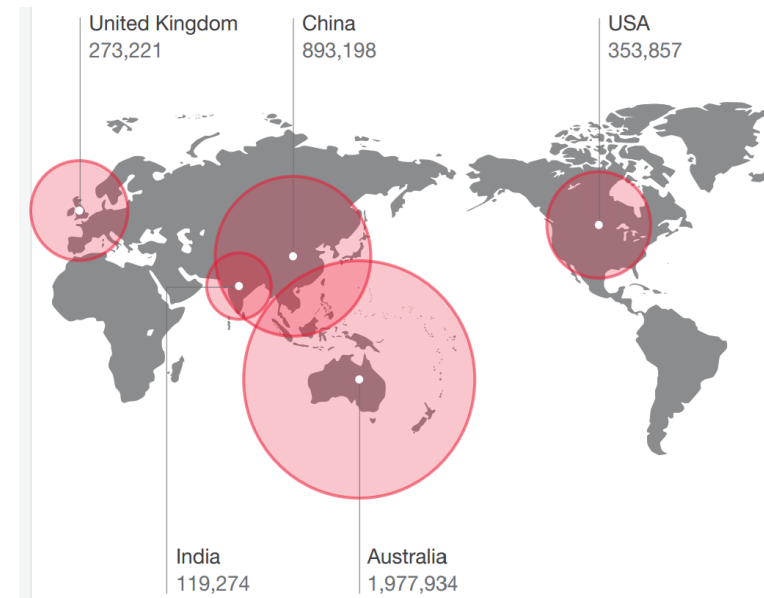 United Kingdom
273,221
China
893,198
USA
353,857
India
119,274
Australia
1,977,934